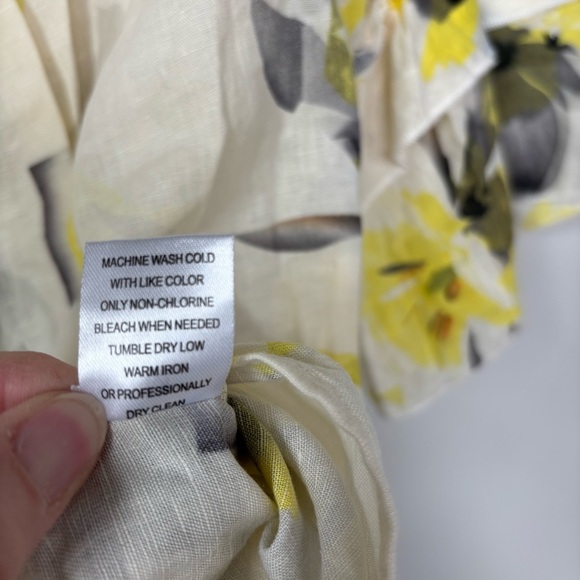 MACHINE WASH COLD
WITH LIKE COLOR
ONLY NON-CHLORINE
BLEACH WHEN NEEDED
TUMBLE DRY LOW
WARM IRON
OR PROFESSIONALLY
DRY CLEAN